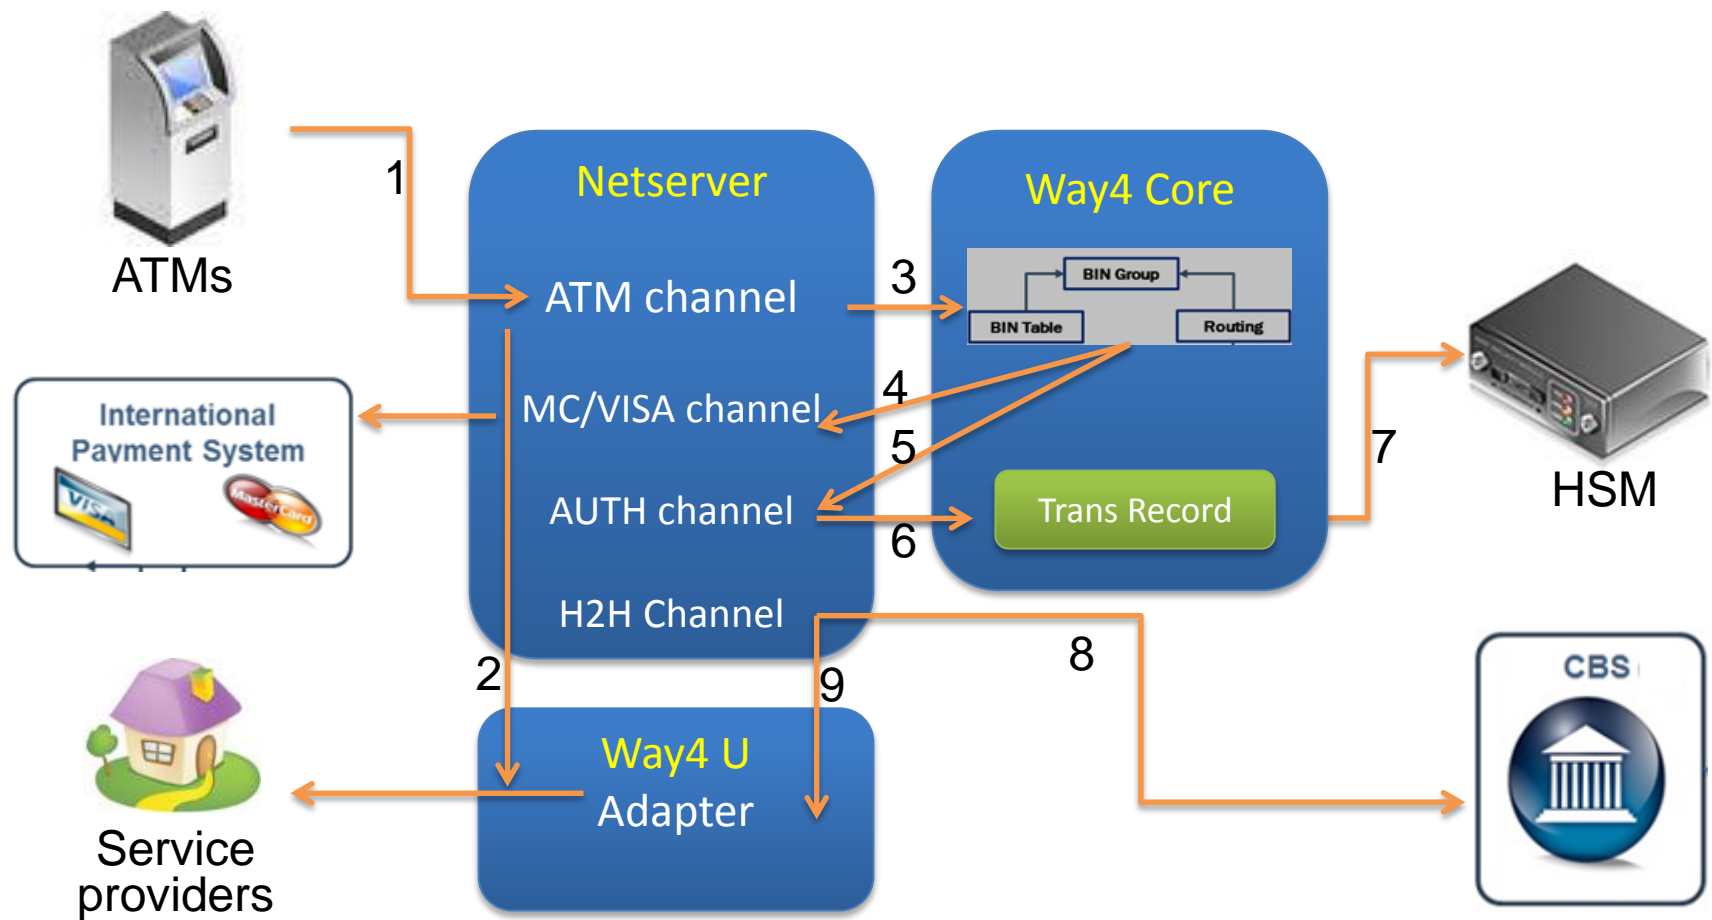 ATMs
1
Netserver
ATM channel
MC/VISA channel
AUTH channel
H2H Channel
3
4
5
6
Way4 Core
BIN Group
BIN Table
Routing
Trans Record
7
HSM
International
Payment System
VISA
MasterCard
2
9
8
Way4 U
Adapter
Service
providers
CBS